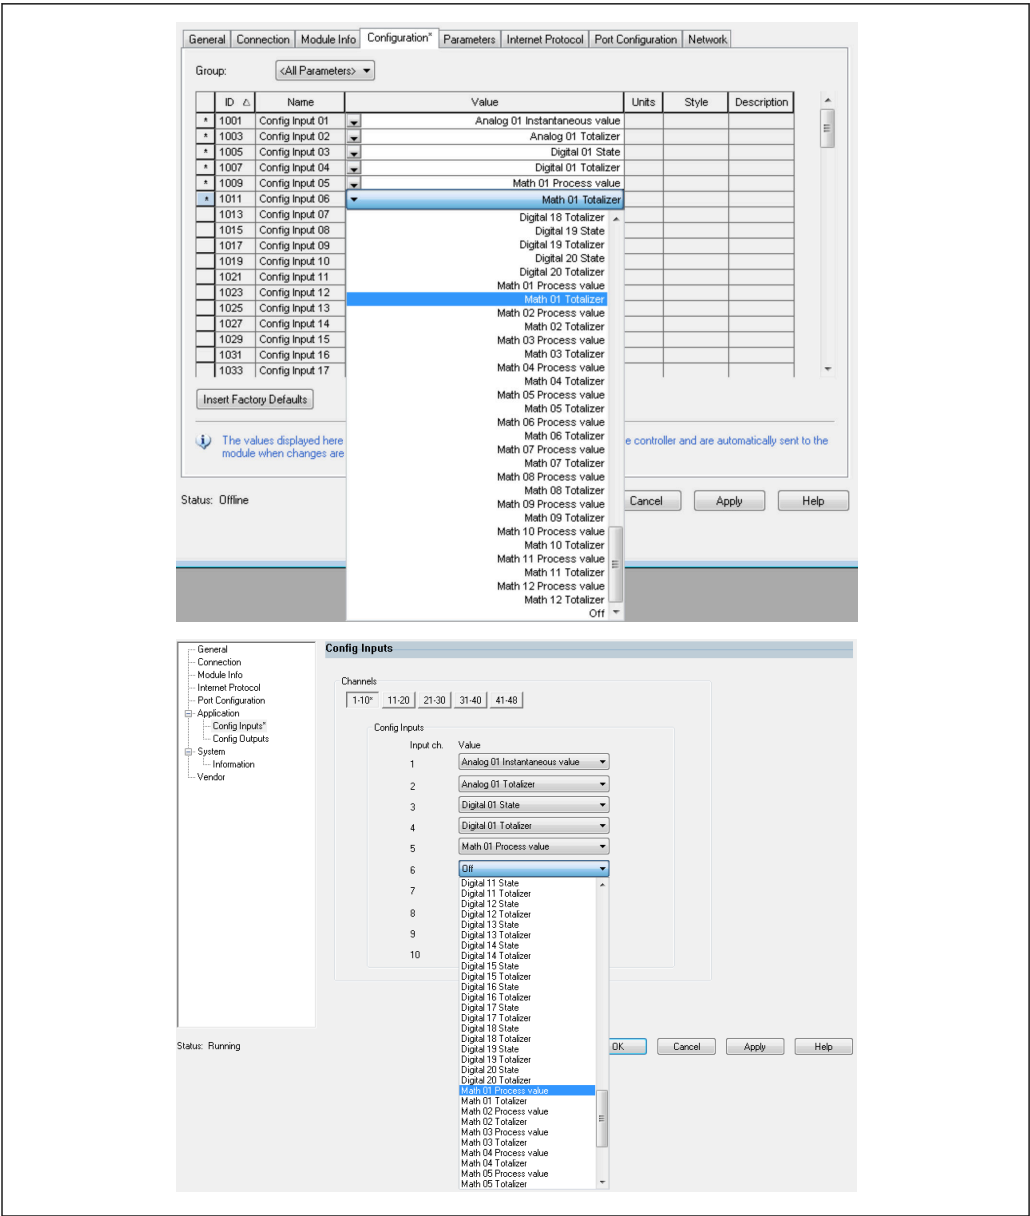 General Connection Module Info Configuration* Parameters Internet Protocol Port Configuration Network
Group: <All Parameters>
ID Name Value Units Style Description
* 1001 Config Input 01 Analog 01 Instantaneous value
* 1003 Config Input 02 Analog 01 Totalizer
* 1005 Config Input 03 Digital 01 State
* 1007 Config Input 04 Digital 01 Totalizer
* 1009 Config Input 05 Math 01 Process value
* 1011 Config Input 06 Math 01 Totalizer
1013 Config Input 07
1015 Config Input 08
1017 Config Input 09
1019 Config Input 10
1021 Config Input 11
1023 Config Input 12
1025 Config Input 13
1027 Config Input 14
1029 Config Input 15
1031 Config Input 16
1033 Config Input 17
Digital 18 Totalizer
Digital 19 State
Digital 19 Totalizer
Digital 20 State
Digital 20 Totalizer
Math 01 Process value
Math 01 Totalizer
Math 02 Process value
Math 02 Totalizer
Math 03 Process value
Math 03 Totalizer
Math 04 Process value
Math 04 Totalizer
Math 05 Process value
Math 05 Totalizer
Math 06 Process value
Math 06 Totalizer
Math 07 Process value
Math 07 Totalizer
Math 08 Process value
Math 08 Totalizer
Math 09 Process value
Math 09 Totalizer
Math 10 Process value
Math 10 Totalizer
Math 11 Process value
Math 11 Totalizer
Math 12 Process value
Math 12 Totalizer
Off
Insert Factory Defaults
The values displayed here e controller and are automatically sent to the
module when changes are
Status: Offline
Cancel Apply Help
General
Connection
Module Info
Internet Protocol
Port Configuration
Application
Config Inputs*
Config Outputs
System
Information
Vendor
Config Inputs
Channels
1-10* 11-20 21-30 31-40 41-48
Config Inputs
Input ch. Value
1 Analog 01 Instantaneous value
2 Analog 01 Totalizer
3 Digital 01 State
4 Digital 01 Totalizer
5 Math 01 Process value
6 Off
7
8
9
10
Digital 11 State
Digital 11 Totalizer
Digital 12 State
Digital 12 Totalizer
Digital 13 State
Digital 13 Totalizer
Digital 14 State
Digital 14 Totalizer
Digital 15 State
Digital 15 Totalizer
Digital 16 State
Digital 16 Totalizer
Digital 17 State
Digital 17 Totalizer
Digital 18 State
Digital 18 Totalizer
Digital 19 State
Digital 19 Totalizer
Digital 20 State
Digital 20 Totalizer
Math 01 Process value
Math 01 Totalizer
Math 02 Process value
Math 02 Totalizer
Math 03 Process value
Math 03 Totalizer
Math 04 Process value
Math 04 Totalizer
Math 05 Process value
Math 05 Totalizer
Status: Running
OK Cancel Apply Help